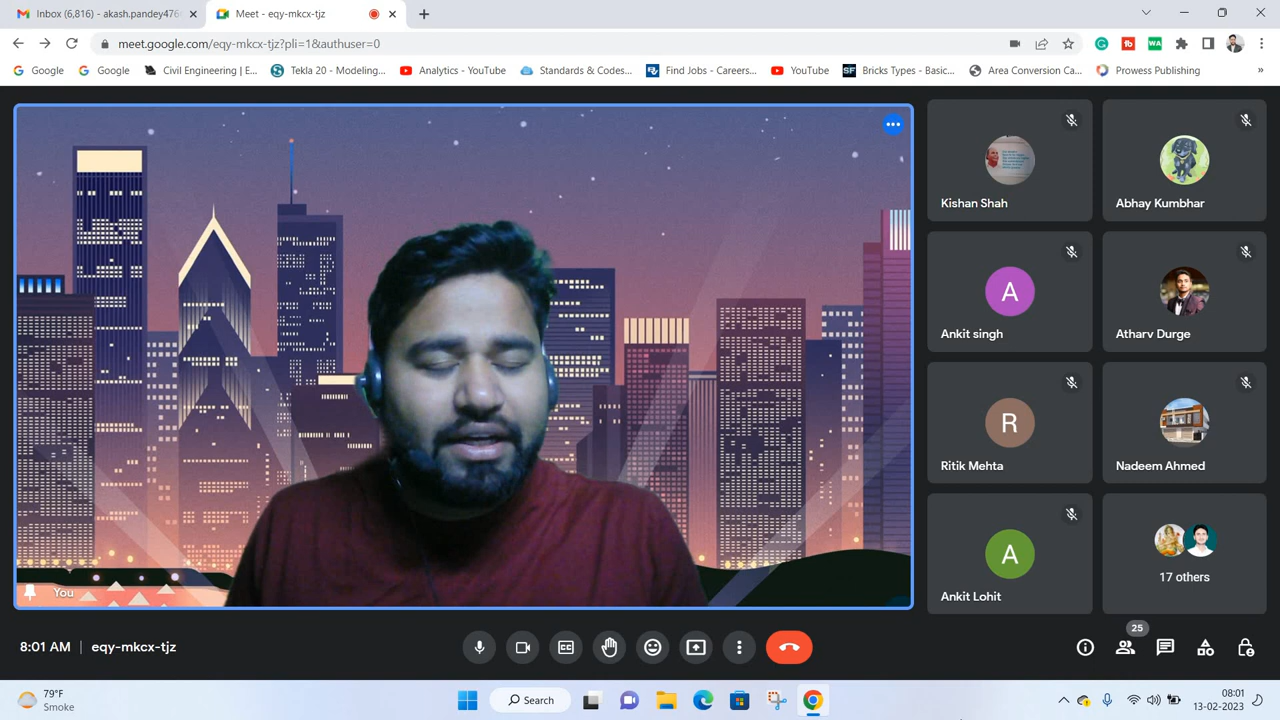 Inbox (6,816) - akash.pandey476
Meet - eqy-mkcx-tjz
meet.google.com/eqy-mkcx-tjz?pli=1&authuser=0
Google
Google
Civil Engineering | E...
Tekla 20 - Modeling...
Analytics - YouTube
Standards & Codes...
Find Jobs - Careers...
YouTube
Bricks Types - Basic...
Area Conversion Ca...
Prowess Publishing
»
Kishan Shah
Abhay Kumbhar
A
Ankit singh
Atharv Durge
R
Ritik Mehta
Nadeem Ahmed
A
Ankit Lohit
17 others
You
8:01 AM | eqy-mkcx-tjz
CC
25
79°F
Smoke
Search
08:01
13-02-2023